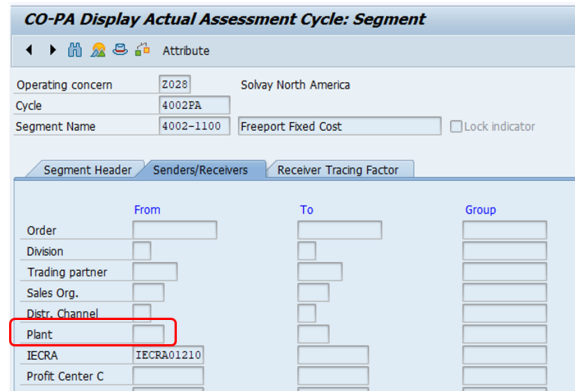 CO-PA Display Actual Assessment Cycle: Segment
Attribute
Operating concern Z028 Solvay North America
Cycle 4002PA
Segment Name 4002-1100 Freeport Fixed Cost Lock indicator
Segment Header Senders/Receivers Receiver Tracing Factor
From To Group
Order
Division
Trading partner
Sales Org.
Distr. Channel
Plant
IECRA IECRA01210
Profit Center C